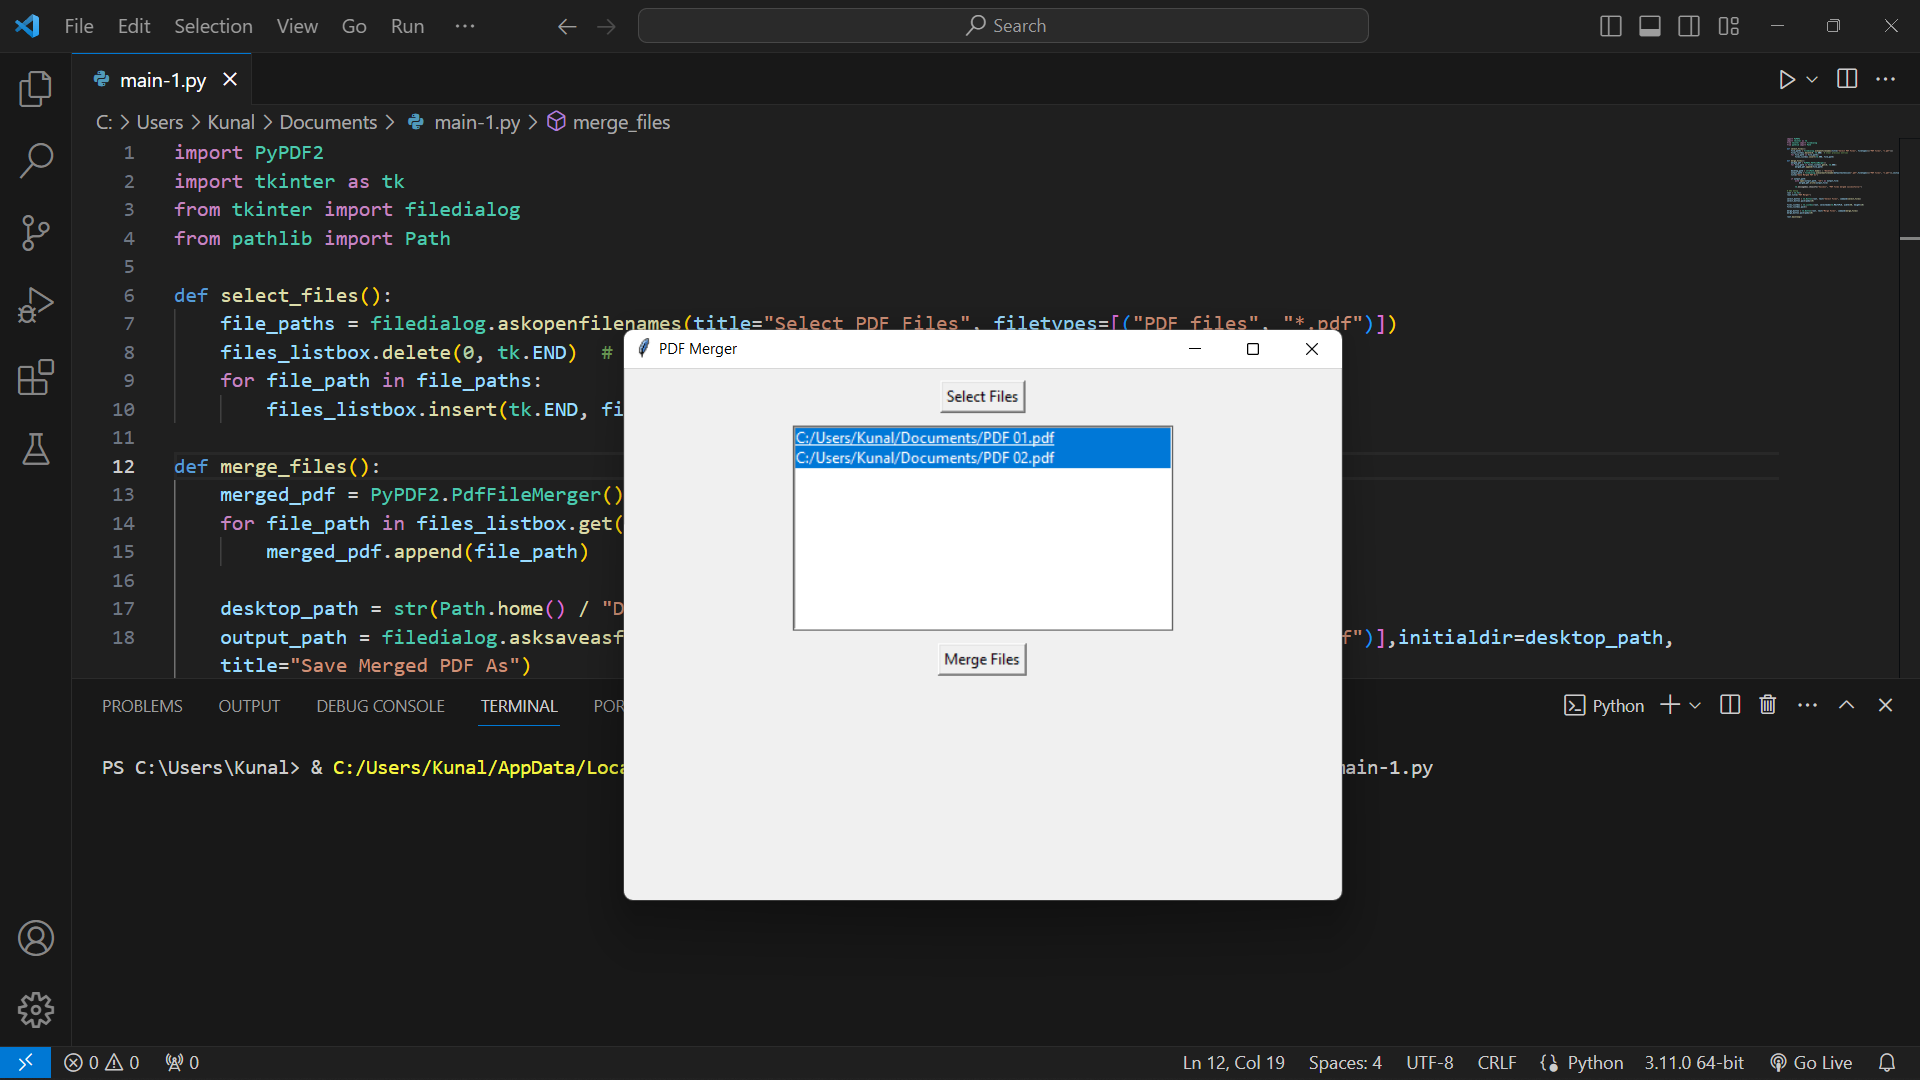 File Edit Selection View Go Run ··· Search
main-1.py
C: > Users > Kunal > Documents > main-1.py > merge_files
1 import PyPDF2
2 import tkinter as tk
3 from tkinter import filedialog
4 from pathlib import Path
5
6 def select_files():
7 file_paths = filedialog.askopenfilenames(title="Select PDF Files", filetypes=[("PDF files", "*.pdf")])
8 files_listbox.delete(0, tk.END) #
9 for file_path in file_paths:
10 files_listbox.insert(tk.END, fi
11
12 def merge_files():
13 merged_pdf = PyPDF2.PdfFileMerger()
14 for file_path in files_listbox.get(
15 merged_pdf.append(file_path)
16
17 desktop_path = str(Path.home() / "D
18 output_path = filedialog.asksaveasf f")],initialdir=desktop_path,
title="Save Merged PDF As")
PDF Merger
Select Files
C:/Users/Kunal/Documents/PDF 01.pdf
C:/Users/Kunal/Documents/PDF 02.pdf
Merge Files
PROBLEMS OUTPUT DEBUG CONSOLE TERMINAL POR Python
PS C:\Users\Kunal> & C:/Users/Kunal/AppData/Loca main-1.py
0 0 0 Ln 12, Col 19 Spaces: 4 UTF-8 CRLF {} Python 3.11.0 64-bit Go Live